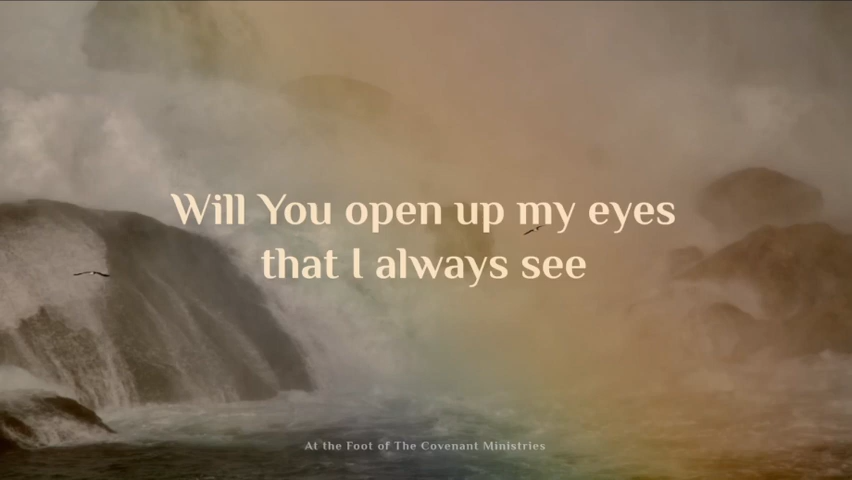 Will You open up my eyes
that I always see
At the Foot of The Covenant Ministries